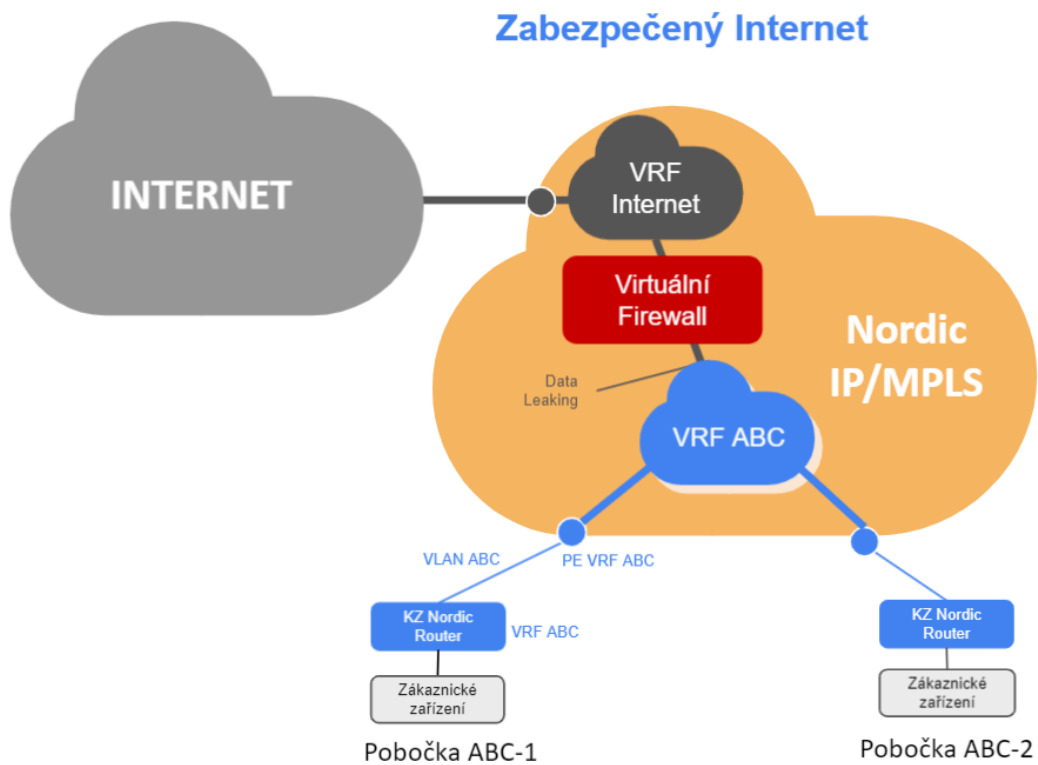 Zabezpečený Internet
INTERNET
VRF
Internet
Virtuální
Firewall
Nordic
IP/MPLS
Data
Leaking
VRF ABC
VLAN ABC
PE VRF ABC
KZ Nordic
Router
VRF ABC
KZ Nordic
Router
Zákaznické
zařízení
Zákaznické
zařízení
Pobočka ABC-1
Pobočka ABC-2